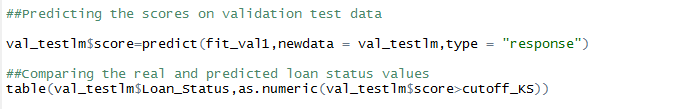 ##Predicting the scores on validation test data
val_testlm$score=predict(fit_val1,newdata = val_testlm,type = "response")
##Comparing the real and predicted loan status values
table(val_testlm$Loan_Status,as.numeric(val_testlm$score>cutoff_KS))